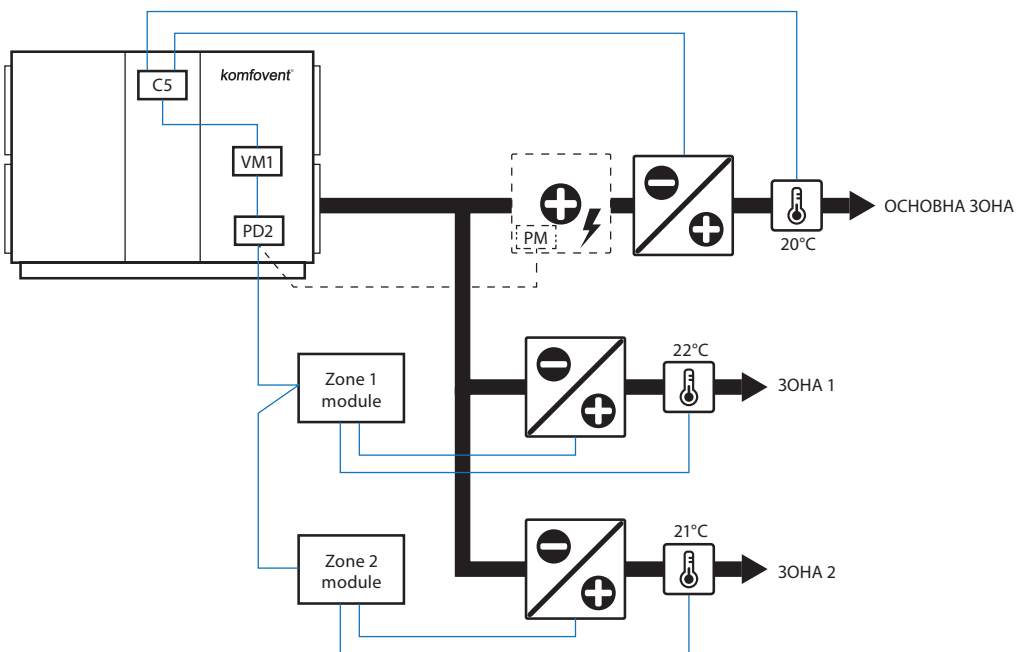 C5
komfovent
VM1
PD2
PM
20°C
ОСНОВНА ЗОНА
Zone 1
module
22°C
ЗОНА 1
Zone 2
module
21°C
ЗОНА 2